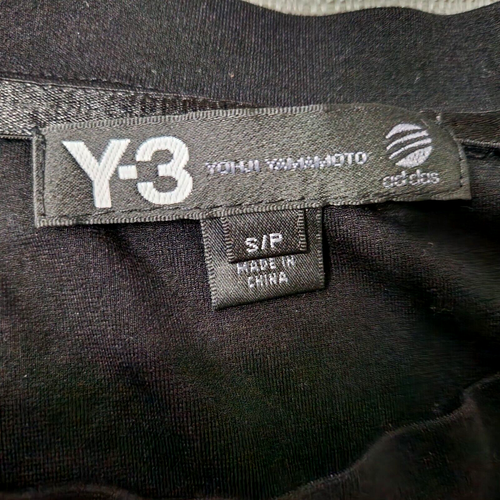 Y-3 YOHJI YAMAMOTO adidas
S/P
MADE IN
CHINA